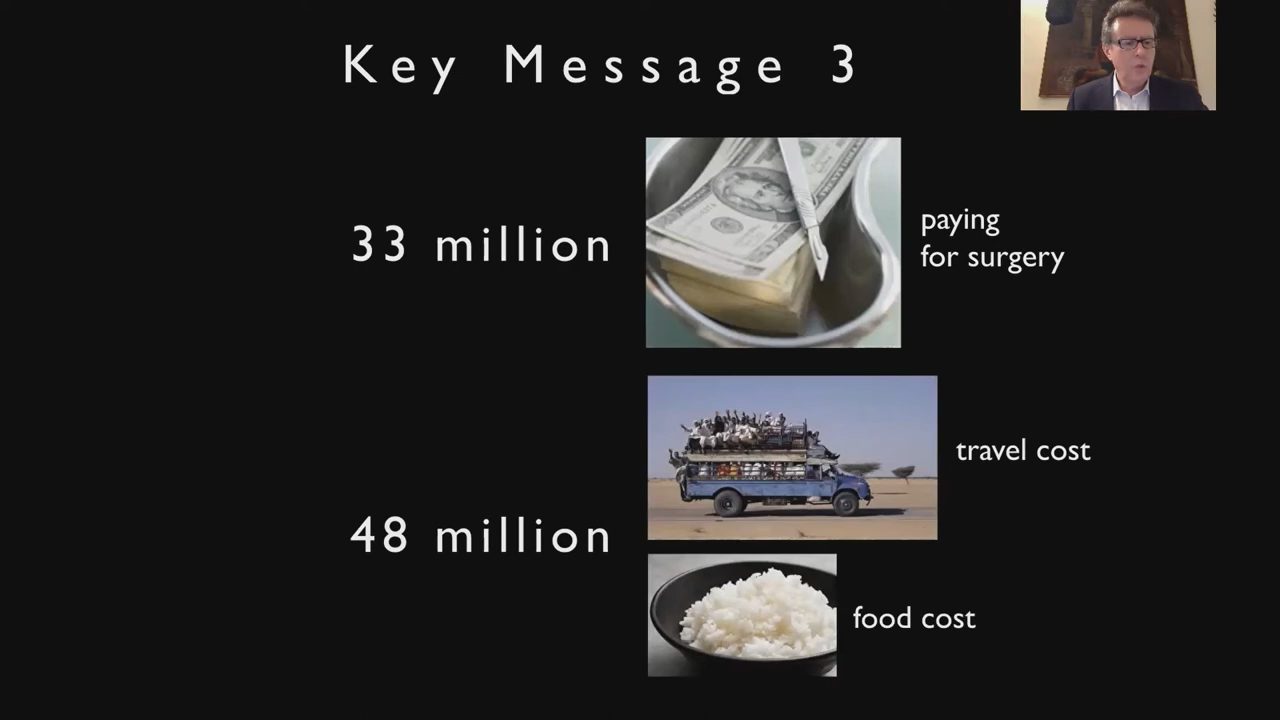 Key Message 3
33 million
paying
for surgery
travel cost
48 million
food cost